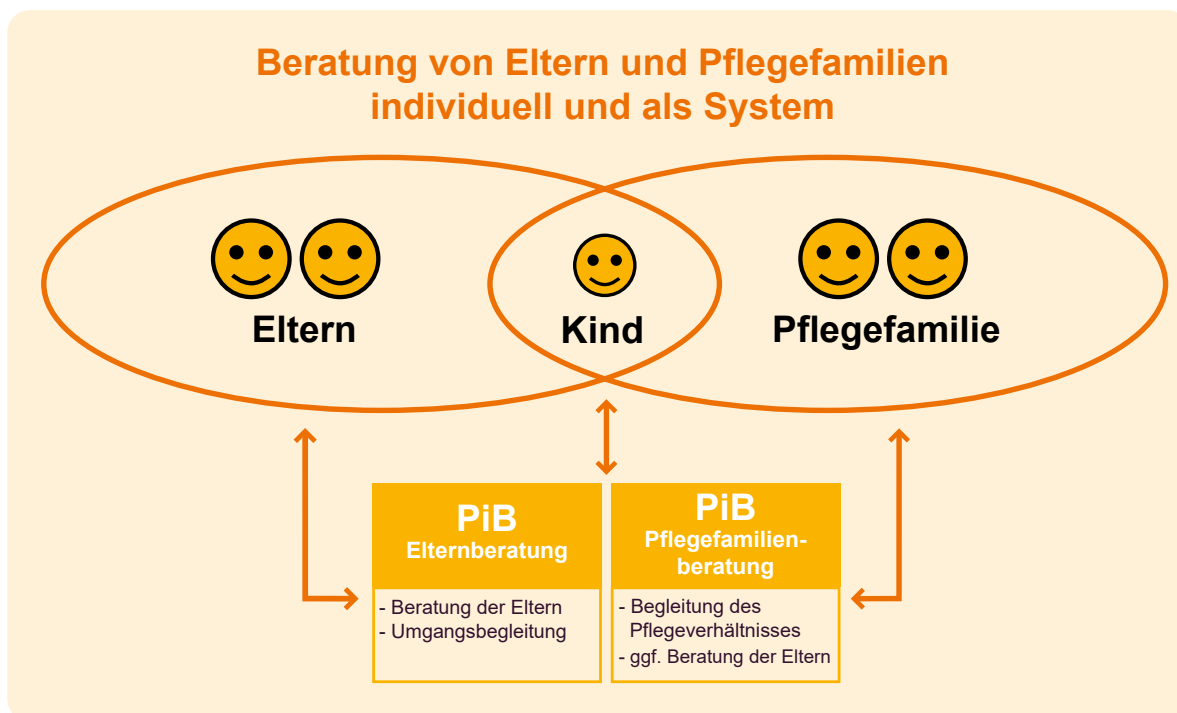 Beratung von Eltern und Pflegefamilien
individuell und als System
Eltern
Kind
Pflegefamilie
PiB
Elternberatung
- Beratung der Eltern
- Umgangsbegleitung
PiB
Pflegefamilien-
beratung
- Begleitung des
Pflegeverhältnisses
- ggf. Beratung der Eltern